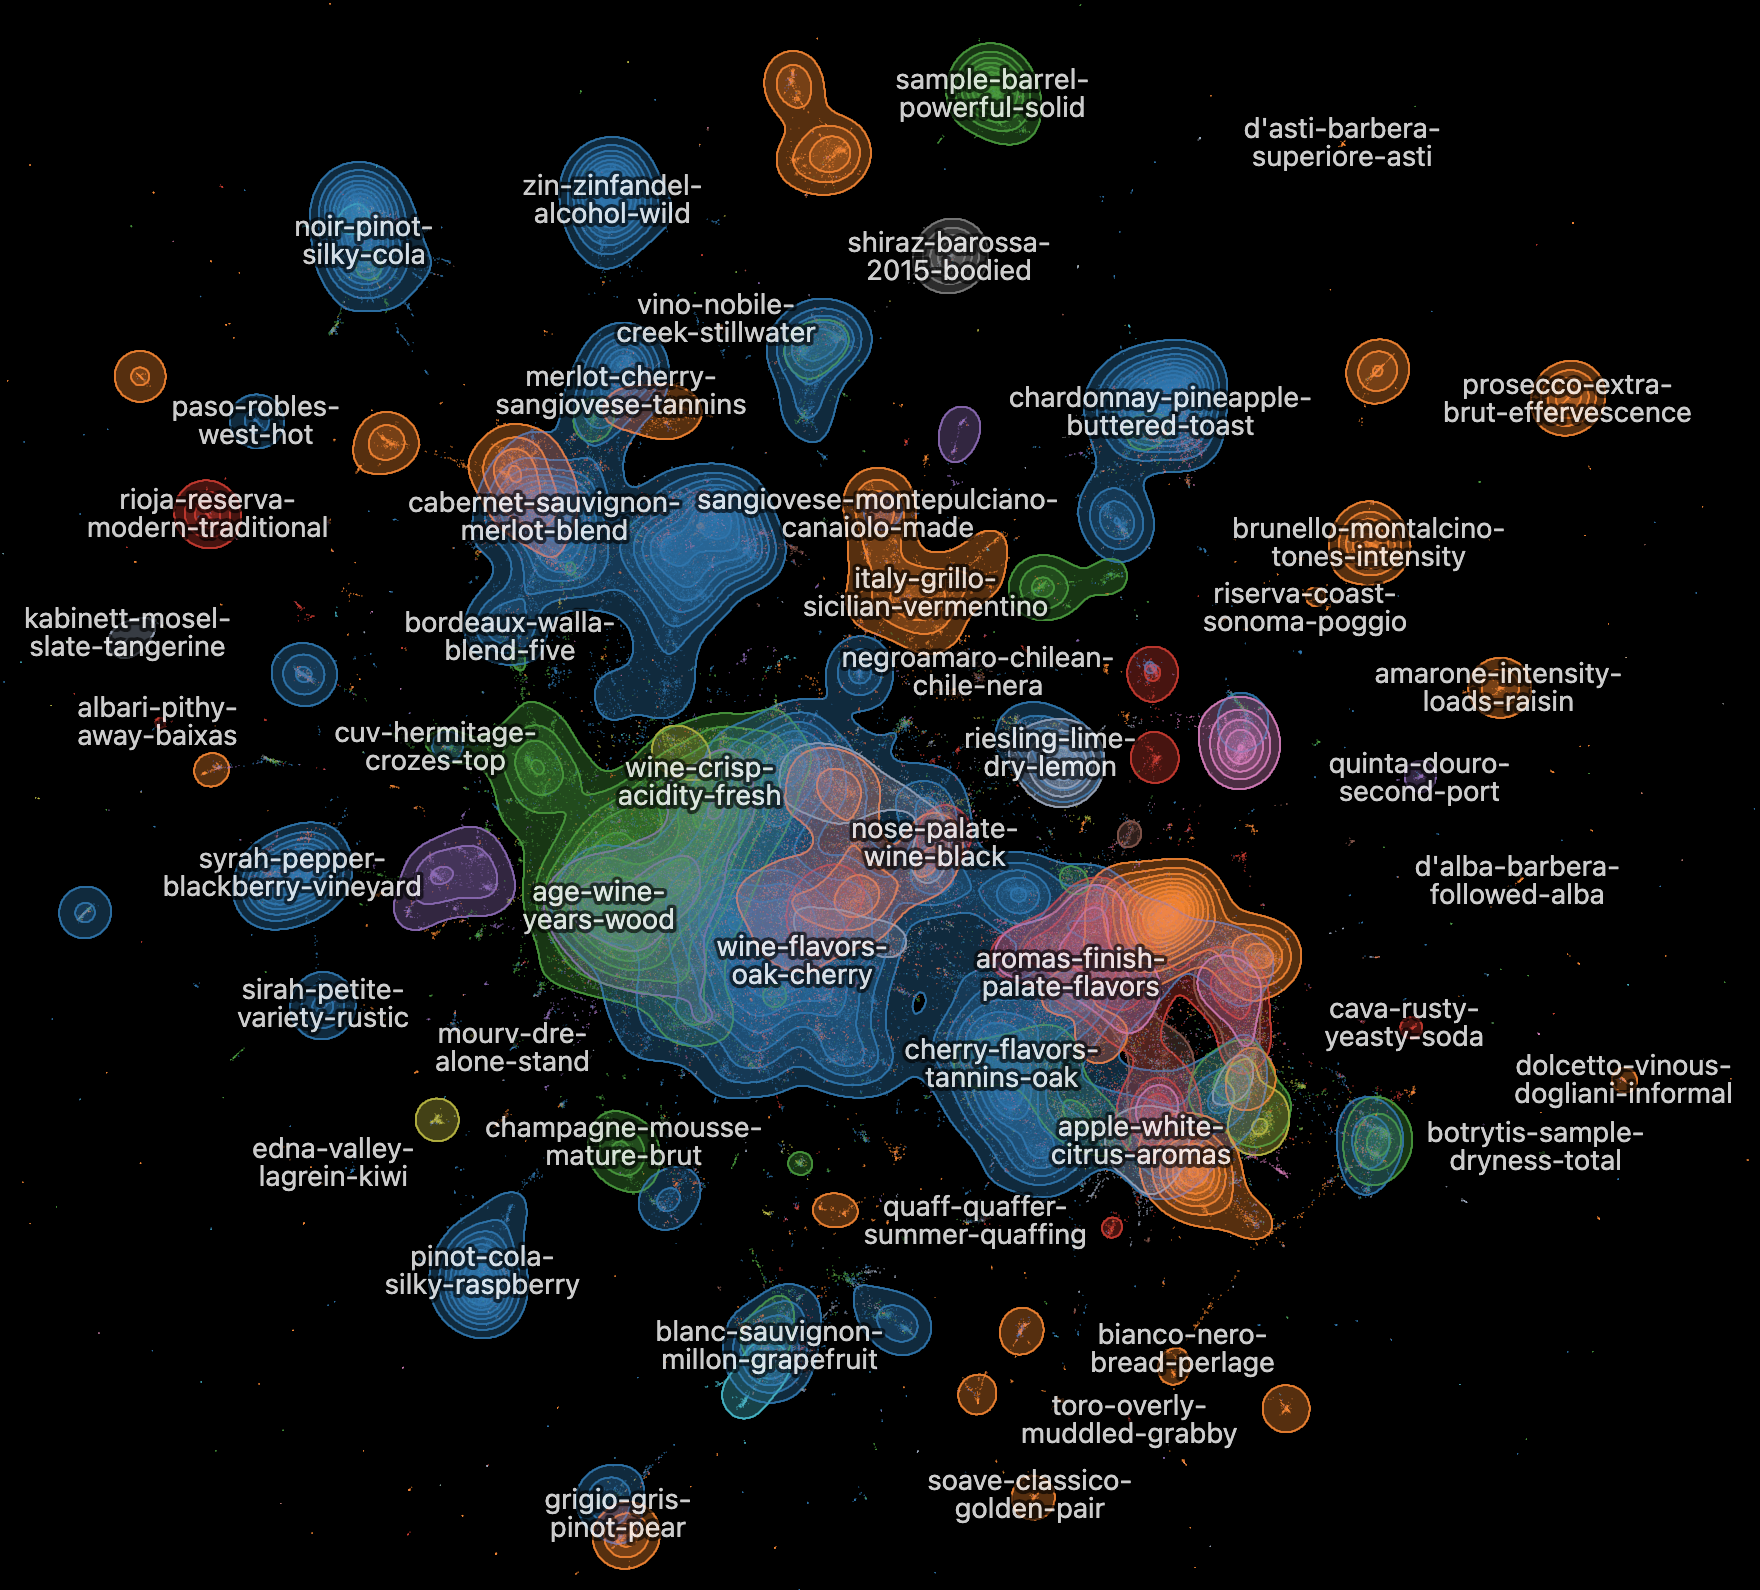 sample-barrel-
powerful-solid
d'asti-barbera-
superiore-asti
zin-zinfandel-
alcohol-wild
noir-pinot-
silky-cola
shiraz-barossa-
2015-bodied
vino-nobile-
creek-stillwater
merlot-cherry-
sangiovese-tannins
chardonnay-pineapple-
buttered-toast
prosecco-extra-
brut-effervescence
paso-robles-
west-hot
rioja-reserva-
modern-traditional
cabernet-sauvignon-
merlot-blend
sangiovese-montepulciano-
canaiolo-made
brunello-montalcino-
tones-intensity
italy-grillo-
sicilian-vermentino
riserva-coast-
sonoma-poggio
kabinett-mosel-
slate-tangerine
bordeaux-walla-
blend-five
negroamaro-chilean-
chile-nera
amarone-intensity-
loads-raisin
albari-pithy-
away-baixas
cuv-hermitage-
crozes-top
riesling-lime-
dry-lemon
wine-crisp-
acidity-fresh
quinta-douro-
second-port
nose-palate-
wine-black
syrah-pepper-
blackberry-vineyard
d'alba-barbera-
followed-alba
age-wine-
years-wood
wine-flavors-
oak-cherry
aromas-finish-
palate-flavors
sirah-petite-
variety-rustic
cava-rusty-
yeasty-soda
mourv-dre-
alone-stand
cherry-flavors-
tannins-oak
dolcetto-vinous-
dogliani-informal
champagne-mousse-
mature-brut
apple-white-
citrus-aromas
botrytis-sample-
dryness-total
edna-valley-
lagrein-kiwi
quaff-quaffer-
summer-quaffing
pinot-cola-
silky-raspberry
blanc-sauvignon-
millon-grapefruit
bianco-nero-
bread-perlage
toro-overly-
muddled-grabby
soave-classico-
golden-pair
grigio-gris-
pinot-pear